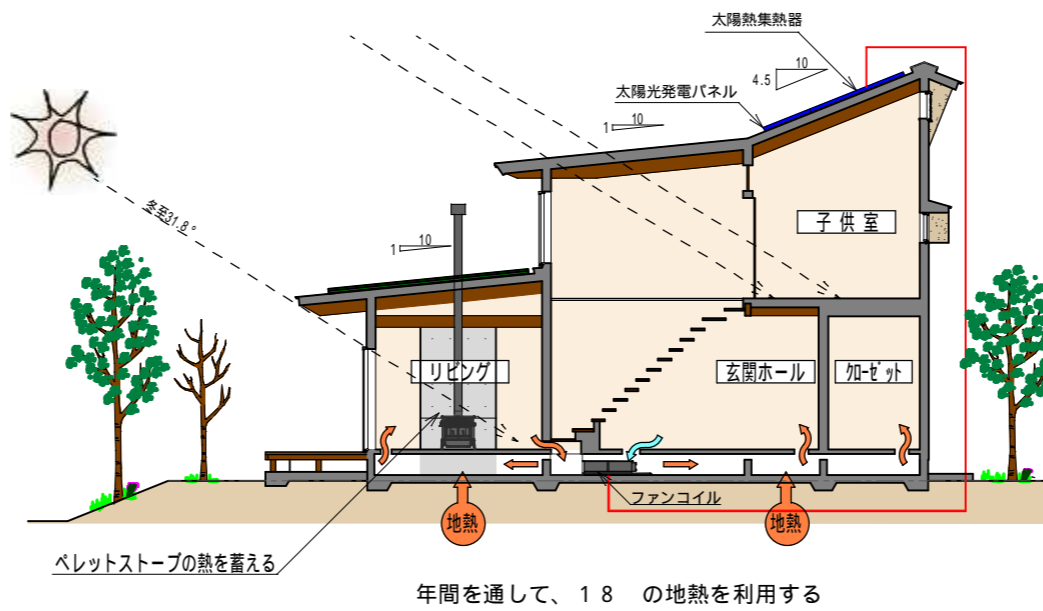 太陽熱集熱器
10
4.5
太陽光発電パネル
10
1
冬至31.8°
子供室
10
1
リビング
玄関ホール
クローゼット
ファンコイル
地熱
地熱
ペレットストーブの熱を蓄える
年間を通して、18　の地熱を利用する